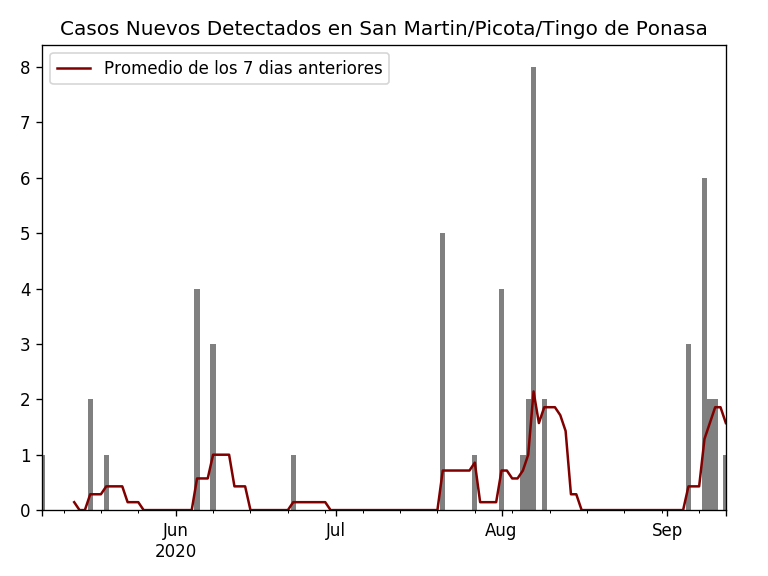 Casos Nuevos Detectados en San Martin/Picota/Tingo de Ponasa
Promedio de los 7 dias anteriores
8
7
6
5
4
3
2
1
0
Jun
2020
Jul
Aug
Sep